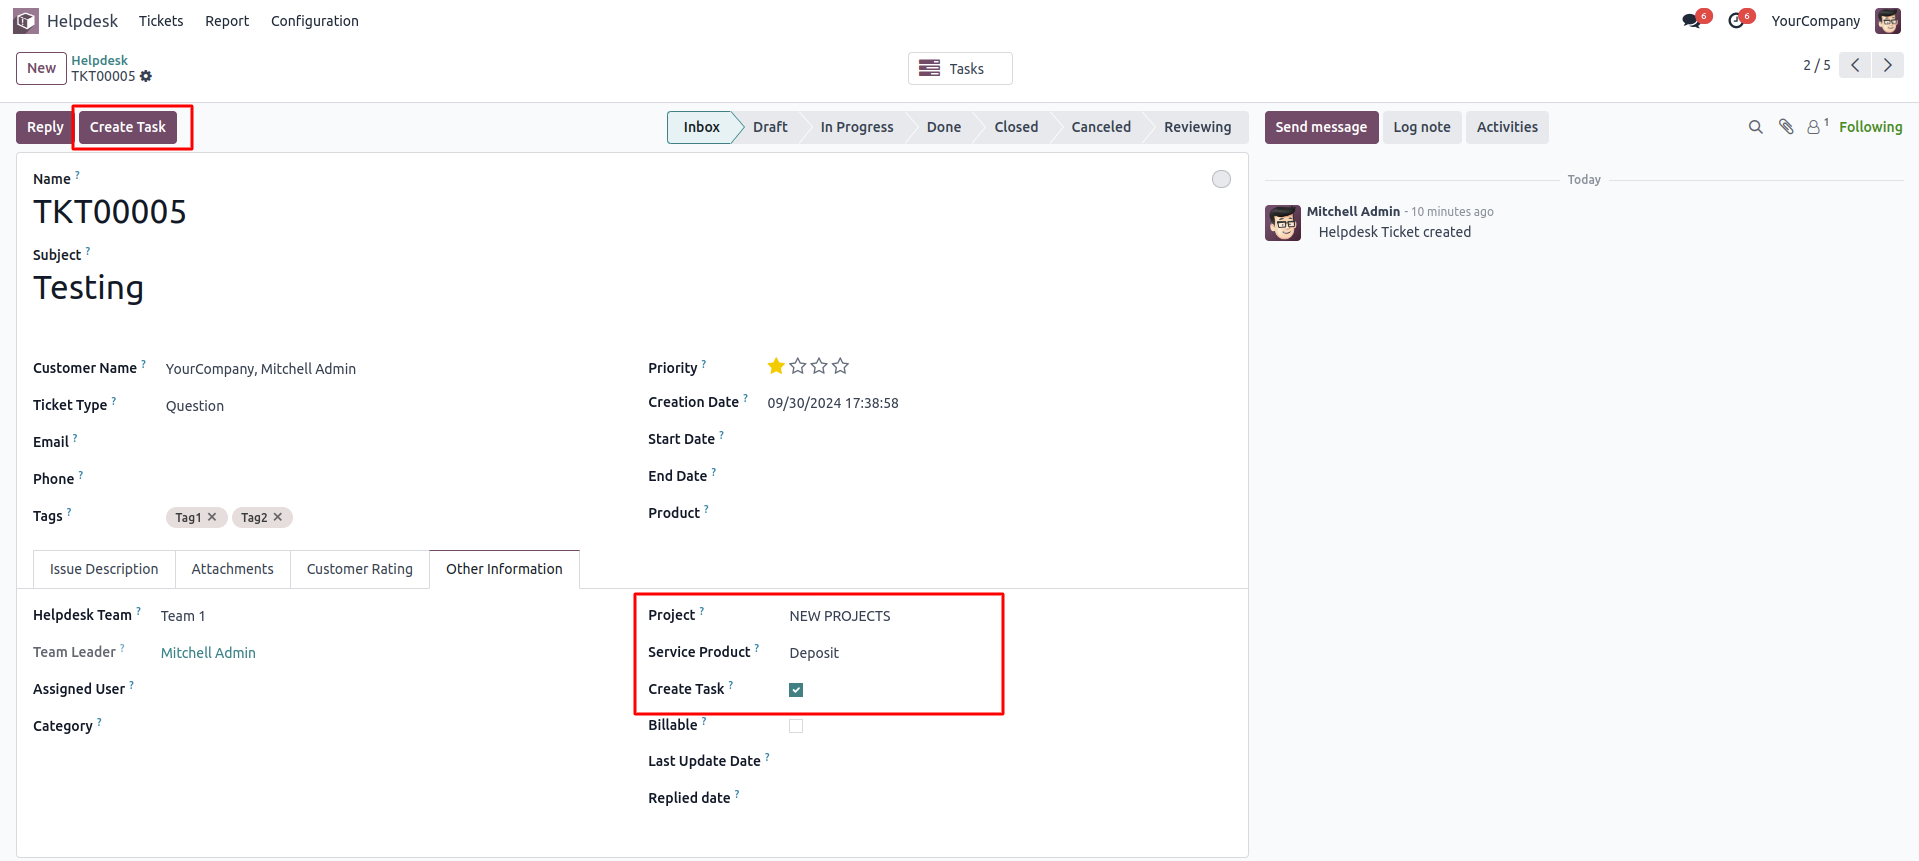 Helpdesk Tickets Report Configuration 6 6 YourCompany
New Helpdesk
TKT00005 Tasks 2 / 5
Reply Create Task Inbox Draft In Progress Done Closed Canceled Reviewing Send message Log note Activities 1 Following
Name ?
TKT00005
Subject ?
Testing
Today
Mitchell Admin - 10 minutes ago
Helpdesk Ticket created
Customer Name ? YourCompany, Mitchell Admin
Ticket Type ? Question
Email ?
Phone ?
Tags ? Tag1 Tag2
Priority ?
Creation Date ? 09/30/2024 17:38:58
Start Date ?
End Date ?
Product ?
Issue Description Attachments Customer Rating Other Information
Helpdesk Team ? Team 1
Team Leader ? Mitchell Admin
Assigned User ?
Category ?
Project ? NEW PROJECTS
Service Product ? Deposit
Create Task ?
Billable ?
Last Update Date ?
Replied date ?